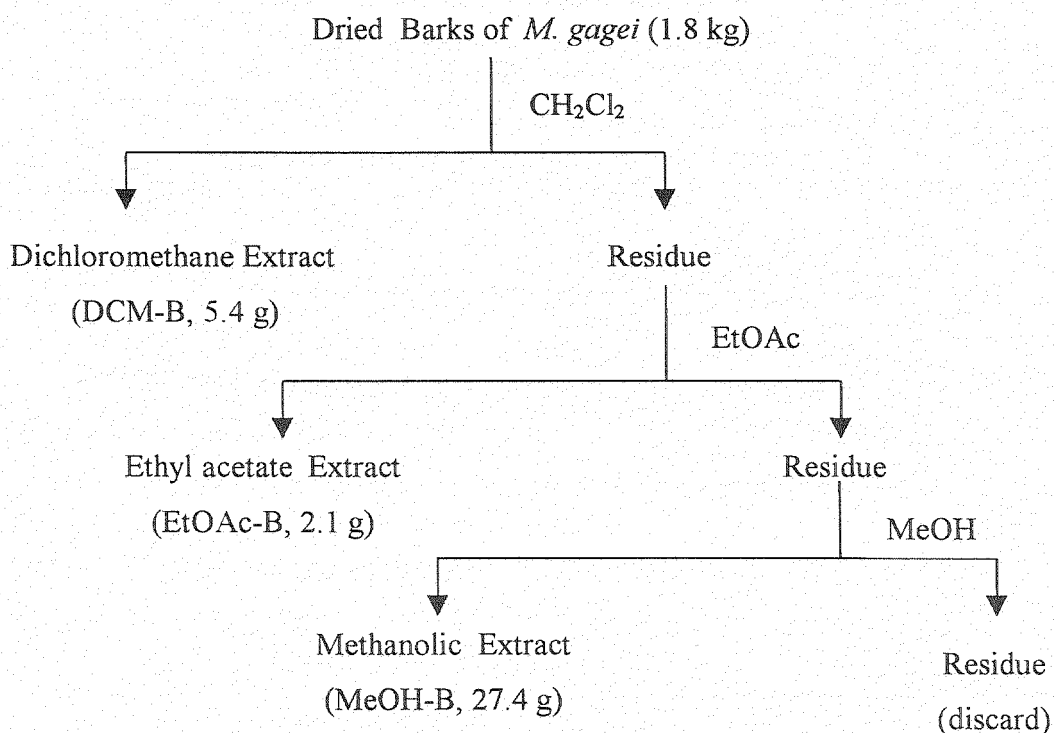 Dried Barks of M. gagei (1.8 kg)
CH₂Cl₂
Dichloromethane Extract
(DCM-B, 5.4 g)
Residue
EtOAc
Ethyl acetate Extract
(EtOAc-B, 2.1 g)
Residue
MeOH
Methanolic Extract
(MeOH-B, 27.4 g)
Residue
(discard)